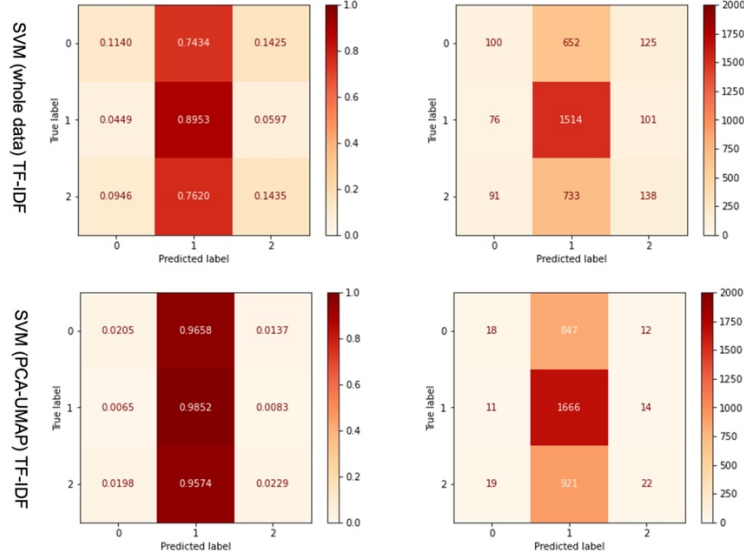 SVM (whole data) TF-IDF
True label
0
0.1140 0.7434 0.1425
1
0.0449 0.8953 0.0597
2
0.0946 0.7620 0.1435
0 1 2
Predicted label
1.0
0.8
0.6
0.4
0.2
0.0
True label
0
100 652 125
1
76 1514 101
2
91 733 138
0 1 2
Predicted label
2000
1750
1500
1250
1000
750
500
250
0
SVM (PCA-UMAP) TF-IDF
True label
0
0.0205 0.9658 0.0137
1
0.0065 0.9852 0.0083
2
0.0198 0.9574 0.0229
0 1 2
Predicted label
1.0
0.8
0.6
0.4
0.2
0.0
True label
0
18 847 12
1
11 1666 14
2
19 921 22
0 1 2
Predicted label
2000
1750
1500
1250
1000
750
500
250
0